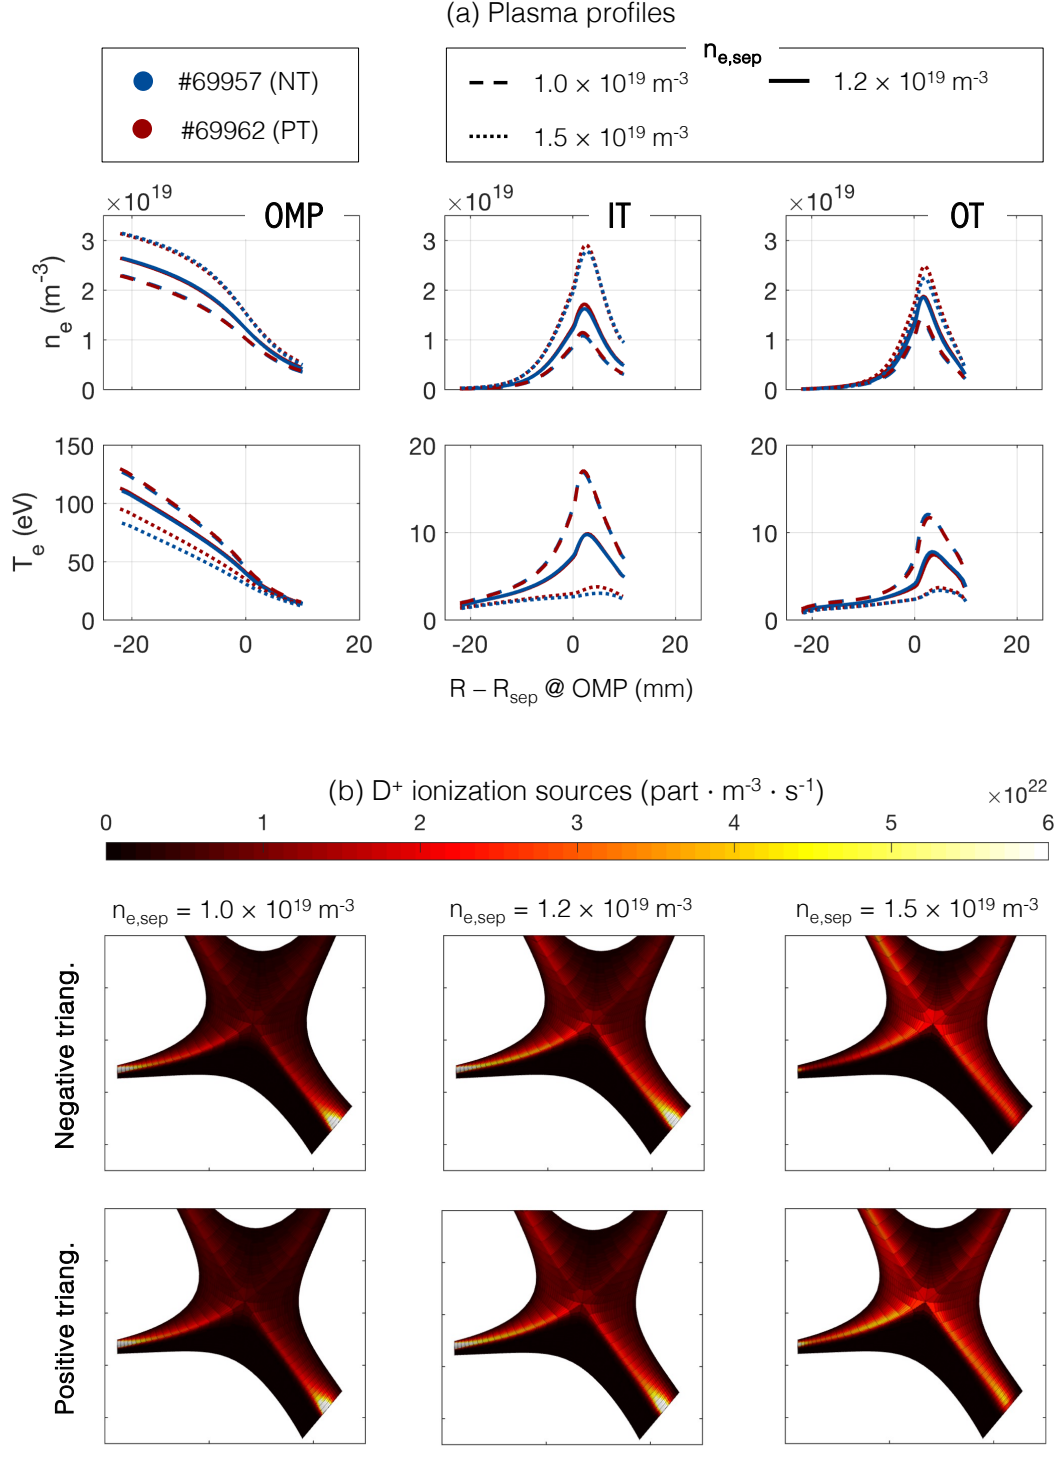 (a) Plasma profiles
#69957 (NT)
#69962 (PT)
n_e,sep
1.0 × 10^19 m^-3
1.2 × 10^19 m^-3
1.5 × 10^19 m^-3
×10^19 OMP
×10^19 IT
×10^19 OT
n_e (m^-3)
3 2 1 0
3 2 1 0
3 2 1 0
T_e (eV)
150 100 50 0
20 10 0
20 10 0
-20 0 20
-20 0 20
-20 0 20
R – R_sep @ OMP (mm)
(b) D^+ ionization sources (part · m^-3 · s^-1)
×10^22
0 1 2 3 4 5 6
n_e,sep = 1.0 × 10^19 m^-3
n_e,sep = 1.2 × 10^19 m^-3
n_e,sep = 1.5 × 10^19 m^-3
Negative triang.
Positive triang.